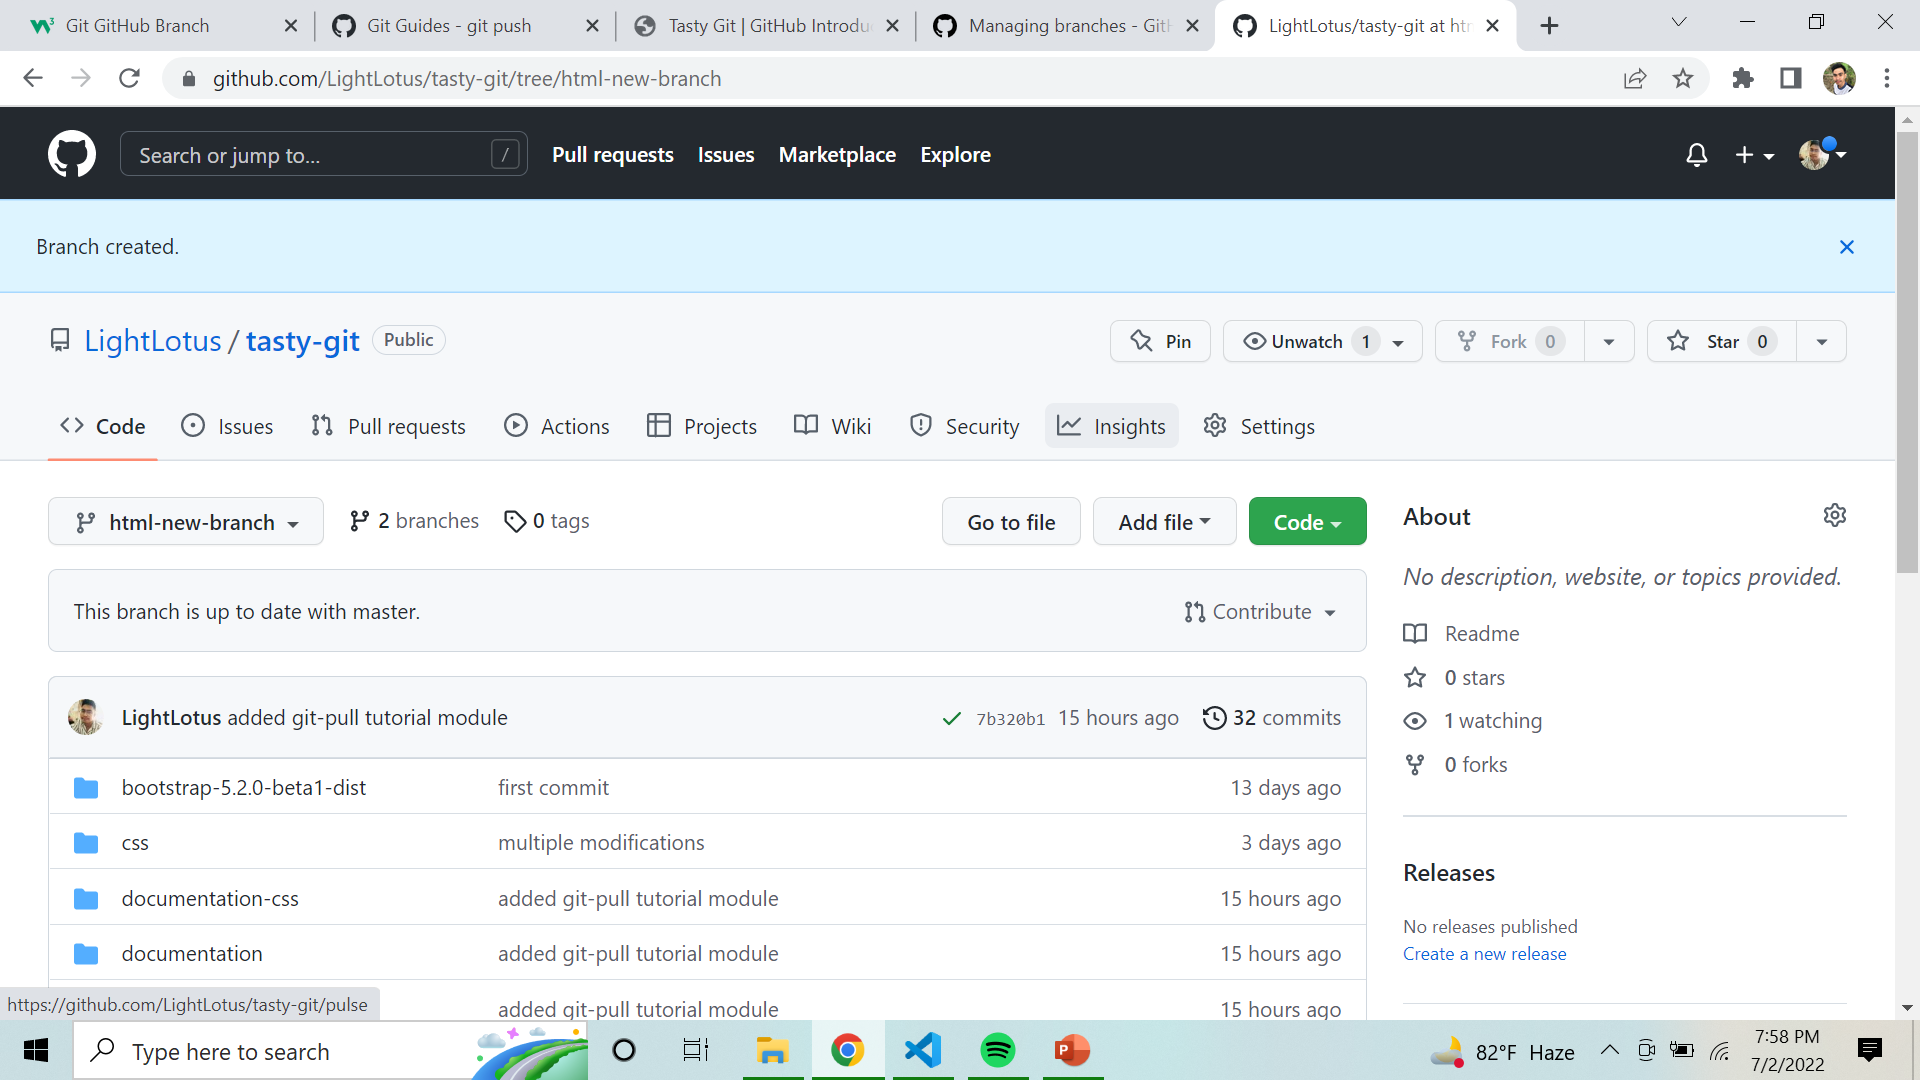 Git GitHub Branch
Git Guides - git push
Tasty Git | GitHub Introdu
Managing branches - GitH
LightLotus/tasty-git at htm
github.com/LightLotus/tasty-git/tree/html-new-branch
Search or jump to... /
Pull requests Issues Marketplace Explore
Branch created.
LightLotus / tasty-git Public
Pin Unwatch 1 Fork 0 Star 0
Code Issues Pull requests Actions Projects Wiki Security Insights Settings
html-new-branch 2 branches 0 tags Go to file Add file Code
This branch is up to date with master. Contribute
LightLotus added git-pull tutorial module 7b320b1 15 hours ago 32 commits
bootstrap-5.2.0-beta1-dist first commit 13 days ago
css multiple modifications 3 days ago
documentation-css added git-pull tutorial module 15 hours ago
documentation added git-pull tutorial module 15 hours ago
added git-pull tutorial module 15 hours ago
About
No description, website, or topics provided.
Readme
0 stars
1 watching
0 forks
Releases
No releases published
Create a new release
https://github.com/LightLotus/tasty-git/pulse
Type here to search
82°F Haze
7:58 PM
7/2/2022